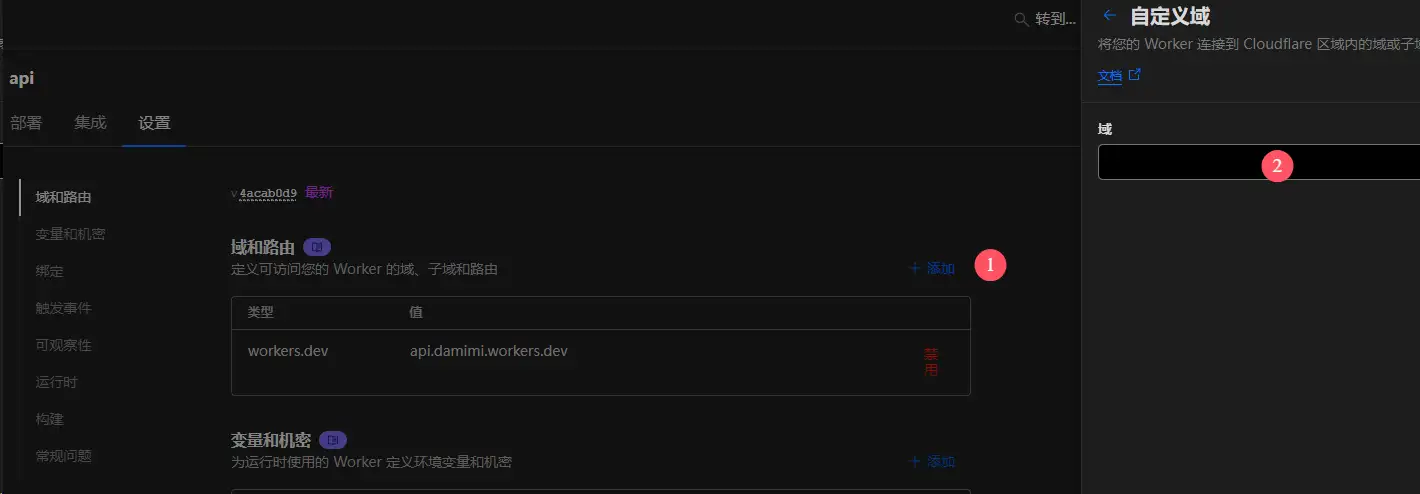 转到...
api
部署 集成 设置
域和路由
变量和机密
绑定
触发事件
可观察性
运行时
构建
常规问题
v 4acab0d9 最新
域和路由
定义可访问您的 Worker 的域、子域和路由
+ 添加
1
类型 值
workers.dev api.damimi.workers.dev 禁用
变量和机密
为运行时使用的 Worker 定义环境变量和机密
+ 添加
自定义域
将您的 Worker 连接到 Cloudflare 区域内的域或子域
文档
域
2